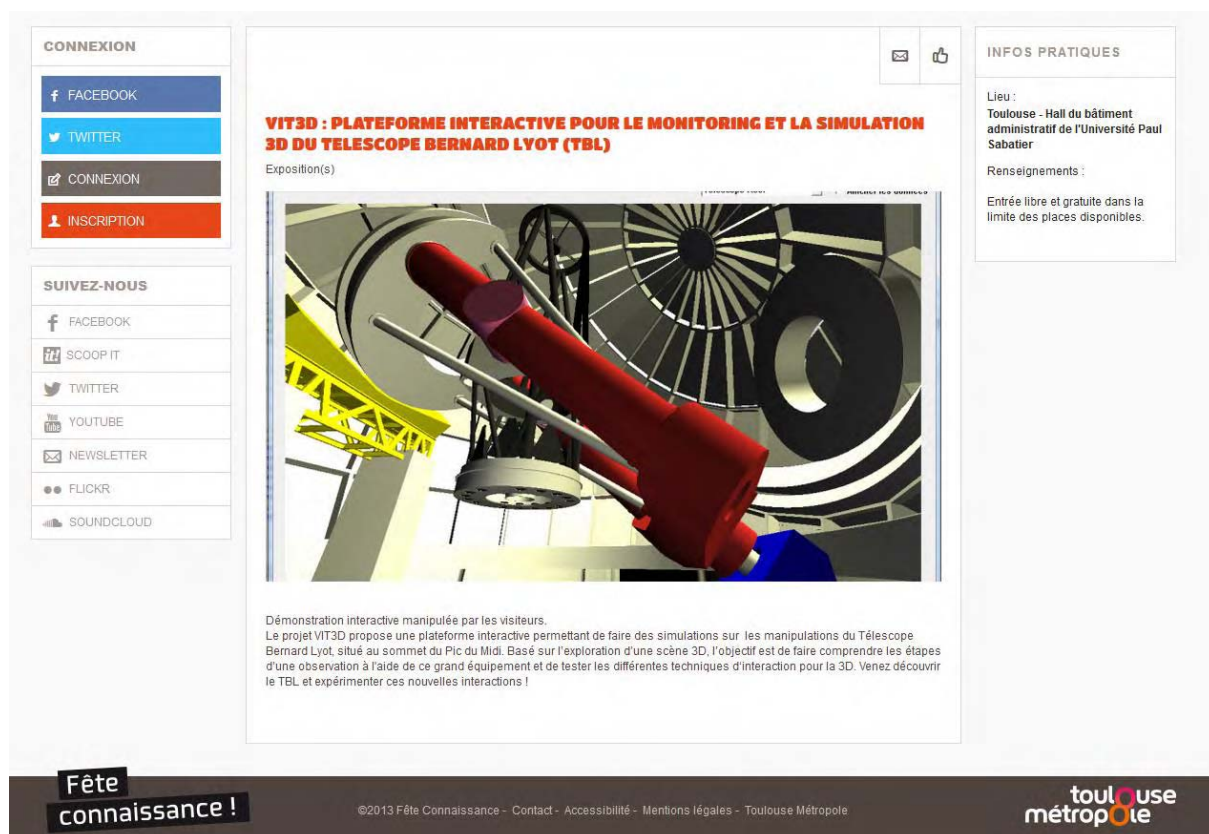 CONNEXION
FACEBOOK
TWITTER
CONNEXION
INSCRIPTION
SUIVEZ-NOUS
FACEBOOK
SCOOP IT
TWITTER
YOUTUBE
NEWSLETTER
FLICKR
SOUNDCLOUD
VIT3D : PLATEFORME INTERACTIVE POUR LE MONITORING ET LA SIMULATION
3D DU TELESCOPE BERNARD LYOT (TBL)
Exposition(s)
Afficher les données
Démonstration interactive manipulée par les visiteurs.
Le projet VIT3D propose une plateforme interactive permettant de faire des simulations sur les manipulations du Télescope
Bernard Lyot, situé au sommet du Pic du Midi. Basé sur l'exploration d'une scène 3D, l'objectif est de faire comprendre les étapes
d'une observation à l'aide de ce grand équipement et de tester les différentes techniques d'interaction pour la 3D. Venez découvrir
le TBL et expérimenter ces nouvelles interactions !
INFOS PRATIQUES
Lieu :
Toulouse - Hall du bâtiment
administratif de l'Université Paul
Sabatier
Renseignements :
Entrée libre et gratuite dans la
limite des places disponibles.
Fête
connaissance !
©2013 Fête Connaissance - Contact - Accessibilité - Mentions légales - Toulouse Métropole
toulouse
métropole